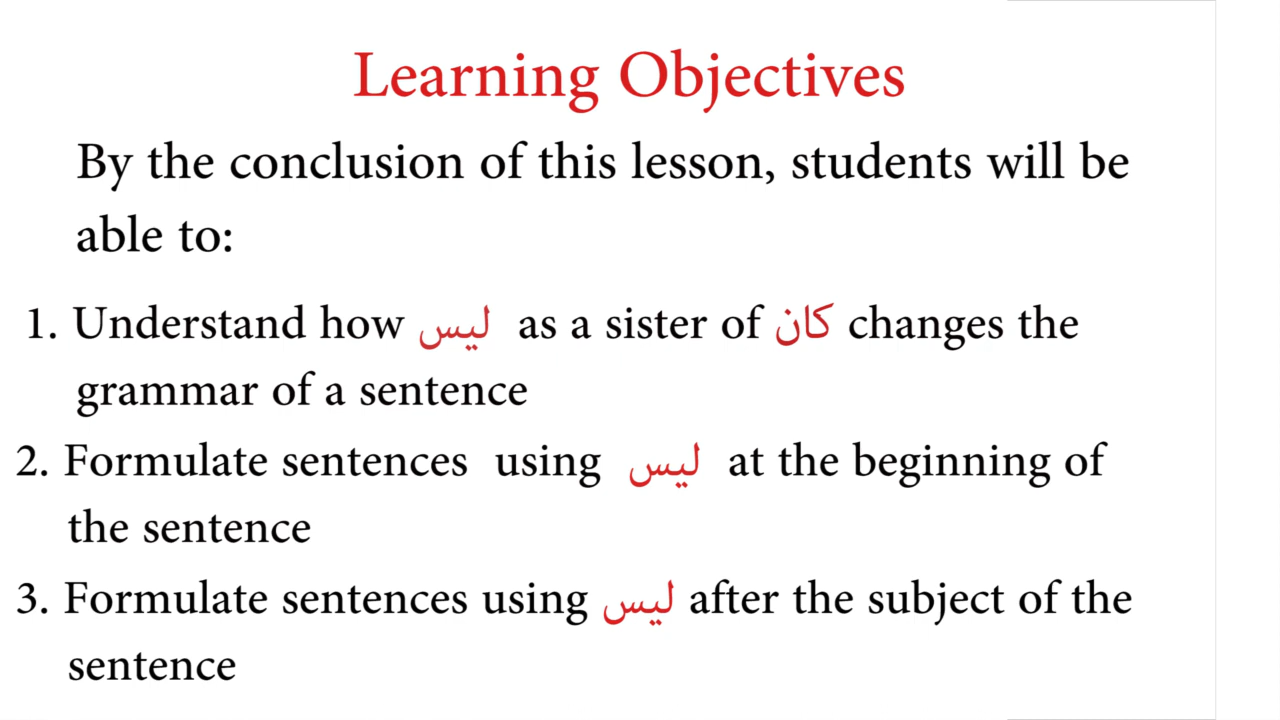 Learning Objectives
By the conclusion of this lesson, students will be
able to:
1. Understand how ليس as a sister of كان changes the
grammar of a sentence
2. Formulate sentences using ليس at the beginning of
the sentence
3. Formulate sentences using ليس after the subject of the
sentence